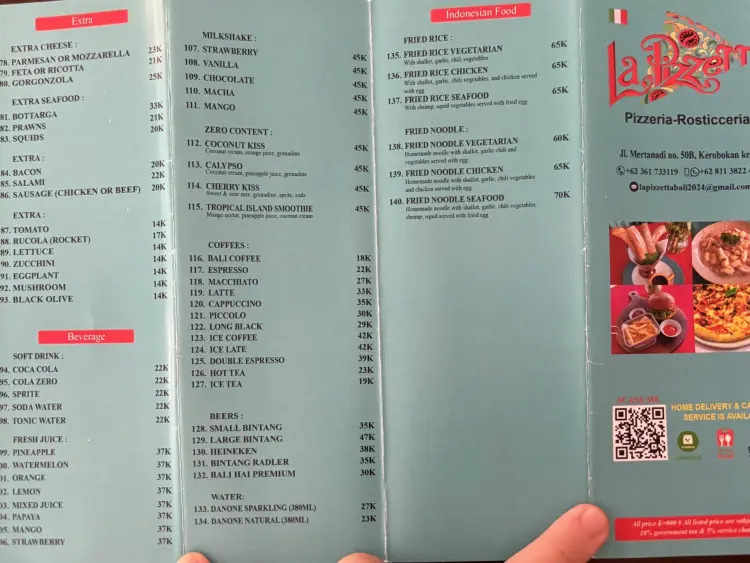 Extra
EXTRA CHEESE :
78. PARMESAN OR MOZZARELLA 23K
79. FETA OR RICOTTA 21K
80. GORGONZOLA 25K
EXTRA SEAFOOD :
81. BOTTARGA 33K
82. PRAWNS 21K
83. SQUIDS 20K
EXTRA :
84. BACON 20K
85. SALAMI 22K
86. SAUSAGE (CHICKEN OR BEEF) 20K
EXTRA :
87. TOMATO 14K
88. RUCOLA (ROCKET) 17K
89. LETTUCE 14K
90. ZUCCHINI 14K
91. EGGPLANT 14K
92. MUSHROOM 14K
93. BLACK OLIVE 14K
Beverage
SOFT DRINK :
94. COCA COLA 22K
95. COLA ZERO 22K
96. SPRITE 22K
97. SODA WATER 22K
98. TONIC WATER 22K
FRESH JUICE :
99. PINEAPPLE 37K
00. WATERMELON 37K
01. ORANGE 37K
02. LEMON 37K
03. MIXED JUICE 37K
04. PAPAYA 37K
05. MANGO 37K
06. STRAWBERRY 37K
MILKSHAKE :
107. STRAWBERRY 45K
108. VANILLA 45K
109. CHOCOLATE 45K
110. MACHA 45K
111. MANGO 45K
ZERO CONTENT :
112. COCONUT KISS 45K
Coconut cream, orange juice, grenadine
113. CALYPSO 45K
Coconut cream, pineapple juice, grenadine
114. CHERRY KISS 45K
Sweet & sour mix, grenadine, sprite, soda
115. TROPICAL ISLAND SMOOTHIE 45K
Mango nectar, pineapple juice, coconut cream
COFFEES :
116. BALI COFFEE 18K
117. ESPRESSO 22K
118. MACCHIATO 27K
119. LATTE 33K
120. CAPPUCCINO 35K
121. PICCOLO 30K
122. LONG BLACK 29K
123. ICE COFFEE 42K
124. ICE LATE 42K
125. DOUBLE ESPRESSO 39K
126. HOT TEA 23K
127. ICE TEA 19K
BEERS :
128. SMALL BINTANG 35K
129. LARGE BINTANG 47K
130. HEINEKEN 38K
131. BINTANG RADLER 35K
132. BALI HAI PREMIUM 30K
WATER:
133. DANONE SPARKLING (380ML) 27K
134. DANONE NATURAL (380ML) 23K
Indonesian Food
FRIED RICE :
135. FRIED RICE VEGETARIAN 65K
With shallot, garlic, chili vegetables
136. FRIED RICE CHICKEN 65K
With shallot, garlic, chili vegetables, and chicken served
with egg
137. FRIED RICE SEAFOOD 65K
With shrimp, squid vegetables served with fried egg
FRIED NOODLE :
138. FRIED NOODLE VEGETARIAN 60K
Homemade noodle with shallot, garlic chili and
vegetables served with egg
139. FRIED NOODLE CHICKEN 65K
Homemade noodle with shallot, garlic, chili vegetables
and chicken served with egg
140. FRIED NOODLE SEAFOOD 70K
Homemade noodle with shallot, garlic, chili vegetables
shrimp, squid served with fried egg
La Pizzett
Pizzeria-Rosticceria
Jl. Mertanadi no. 50B, Kerobokan ke
+62 361 733119 +62 811 3822
lapizzettabali2024@gmail.com
SCAN ME
HOME DELIVERY & CA
SERVICE IS AVAILA
All price K=000 All listed price are subj
10% government tax & 5% service cha